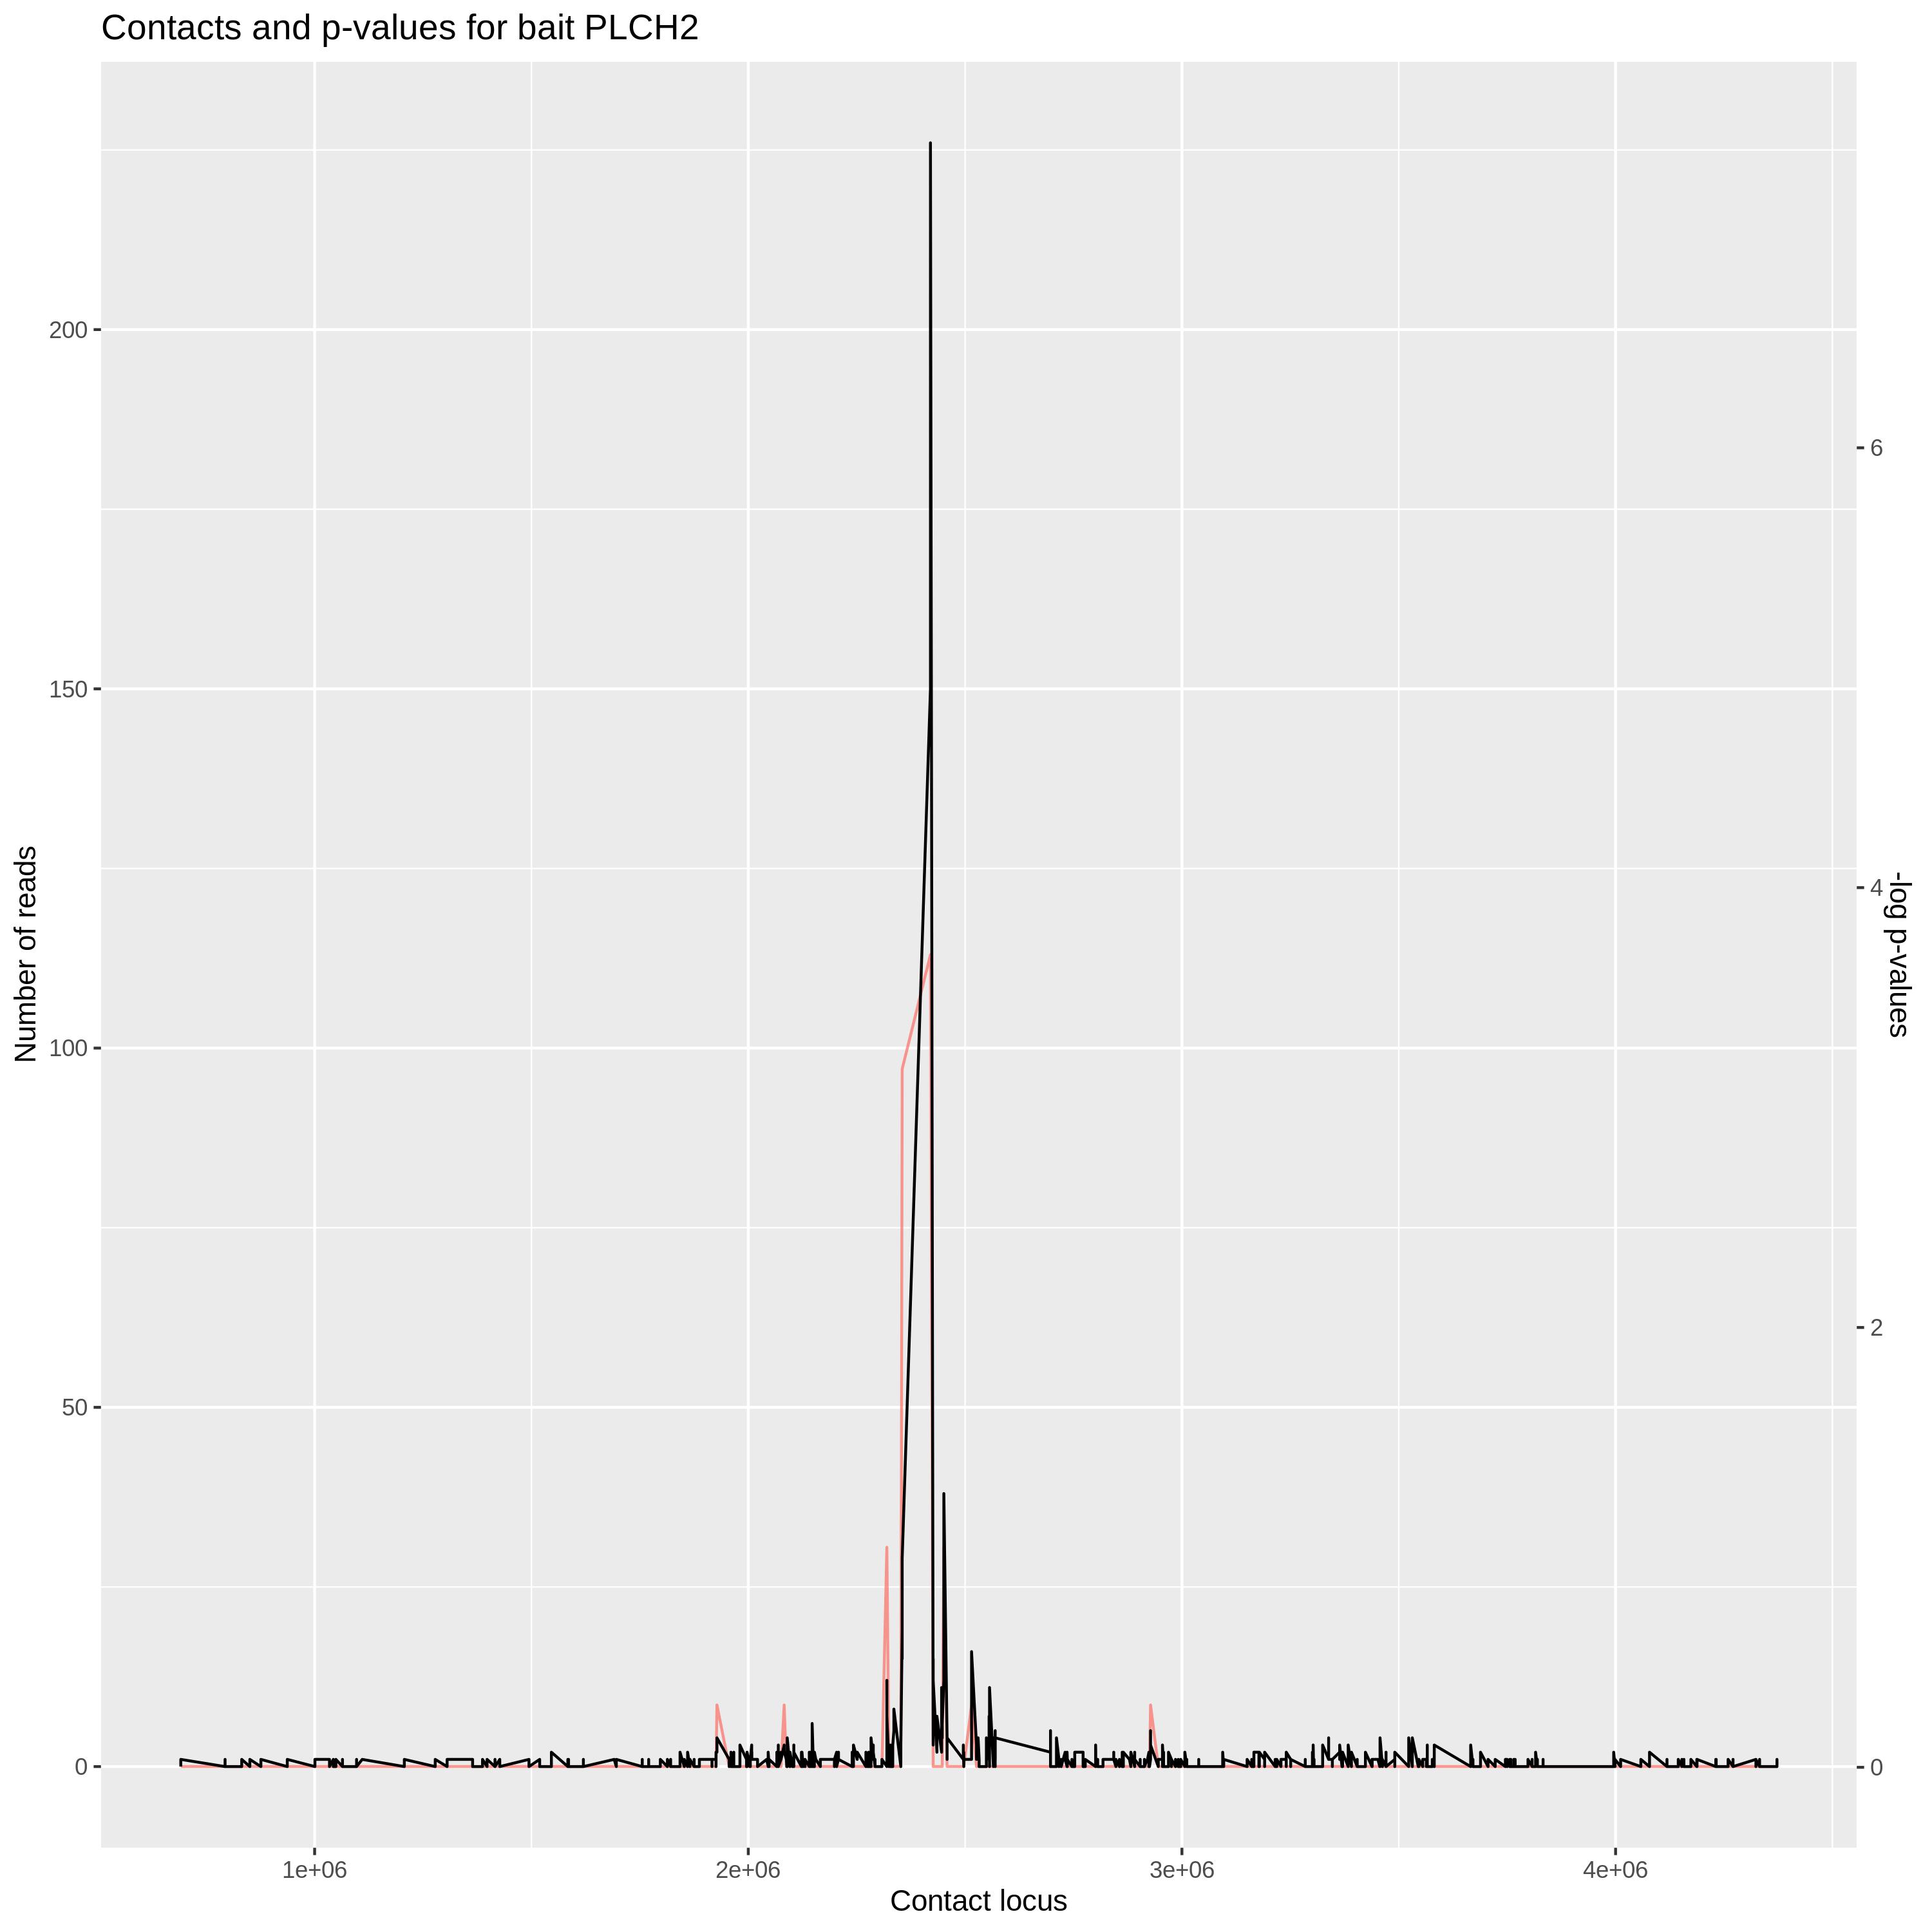 Contacts and p-values for bait PLCH2
Number of reads
200
150
100
50
0
6
4
2
0
-log p-values
1e+06
2e+06
3e+06
4e+06
Contact locus